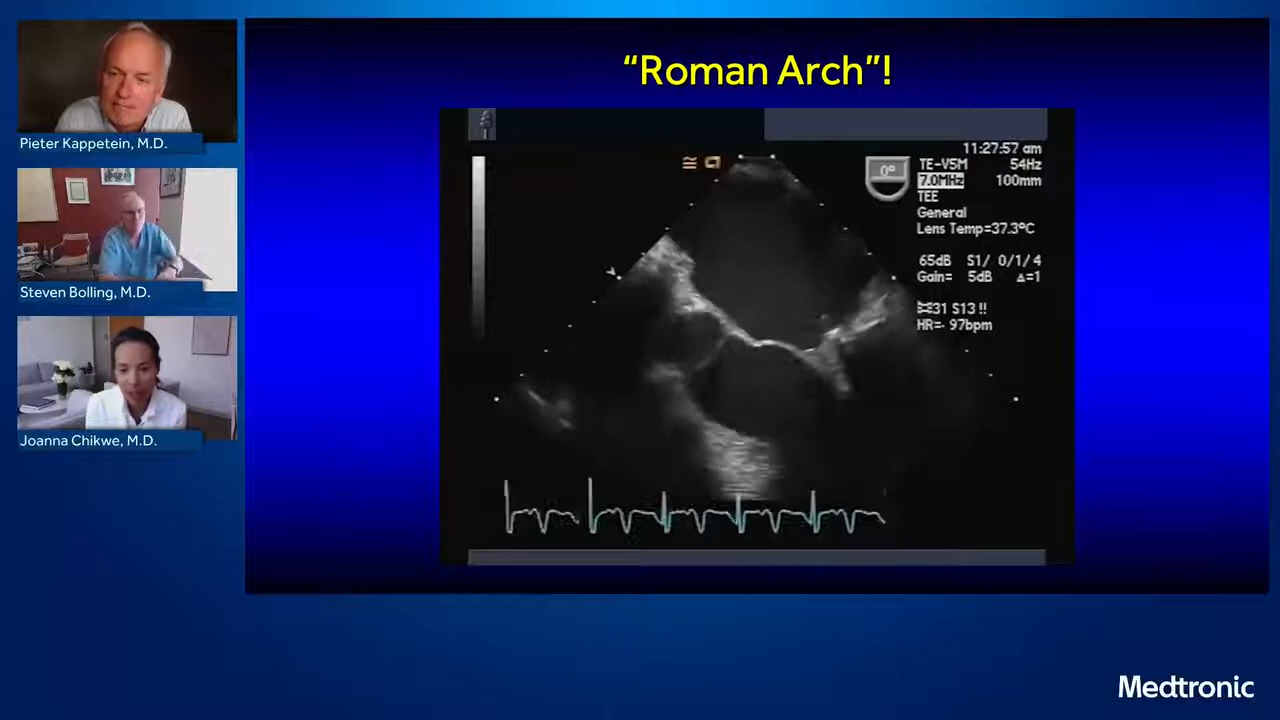 "Roman Arch"!
Pieter Kappetein, M.D.
Steven Bolling, M.D.
Joanna Chikwe, M.D.
11:27:57 am
TE-V5M 54Hz
7.0MHz 100mm
TEE
General
Lens Temp=37.3°C
65dB S1/ 0/1/4
Gain= 5dB Δ=1
31 S13 !!
HR= 97bpm
0°
Medtronic